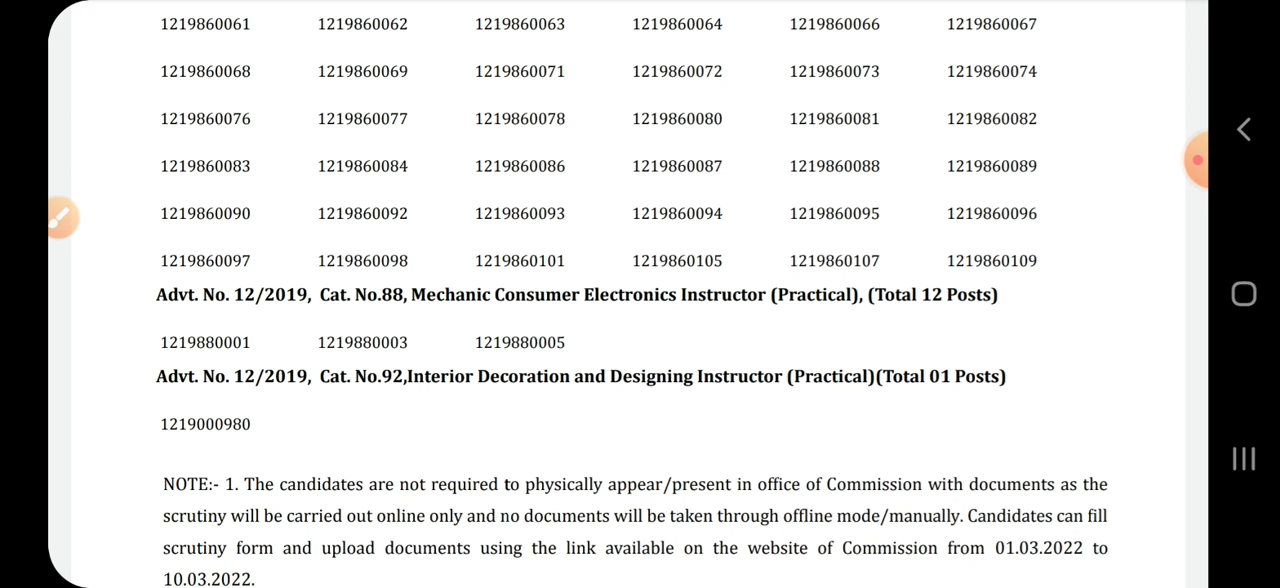 1219860061 1219860062 1219860063 1219860064 1219860066 1219860067
1219860068 1219860069 1219860071 1219860072 1219860073 1219860074
1219860076 1219860077 1219860078 1219860080 1219860081 1219860082
1219860083 1219860084 1219860086 1219860087 1219860088 1219860089
1219860090 1219860092 1219860093 1219860094 1219860095 1219860096
1219860097 1219860098 1219860101 1219860105 1219860107 1219860109
Advt. No. 12/2019, Cat. No.88, Mechanic Consumer Electronics Instructor (Practical), (Total 12 Posts)
1219880001 1219880003 1219880005
Advt. No. 12/2019, Cat. No.92,Interior Decoration and Designing Instructor (Practical)(Total 01 Posts)
1219000980
NOTE:- 1. The candidates are not required to physically appear/present in office of Commission with documents as the
scrutiny will be carried out online only and no documents will be taken through offline mode/manually. Candidates can fill
scrutiny form and upload documents using the link available on the website of Commission from 01.03.2022 to
10.03.2022.